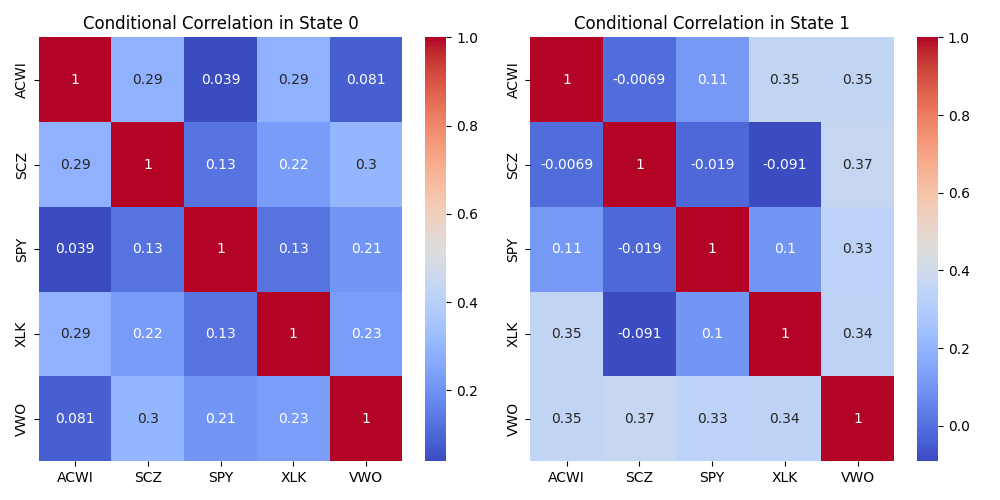 Conditional Correlation in State 0
ACWI 1 0.29 0.039 0.29 0.081
SCZ 0.29 1 0.13 0.22 0.3
SPY 0.039 0.13 1 0.13 0.21
XLK 0.29 0.22 0.13 1 0.23
VWO 0.081 0.3 0.21 0.23 1
ACWI SCZ SPY XLK VWO
1.0
0.8
0.6
0.4
0.2
Conditional Correlation in State 1
ACWI 1 -0.0069 0.11 0.35 0.35
SCZ -0.0069 1 -0.019 -0.091 0.37
SPY 0.11 -0.019 1 0.1 0.33
XLK 0.35 -0.091 0.1 1 0.34
VWO 0.35 0.37 0.33 0.34 1
ACWI SCZ SPY XLK VWO
1.0
0.8
0.6
0.4
0.2
0.0